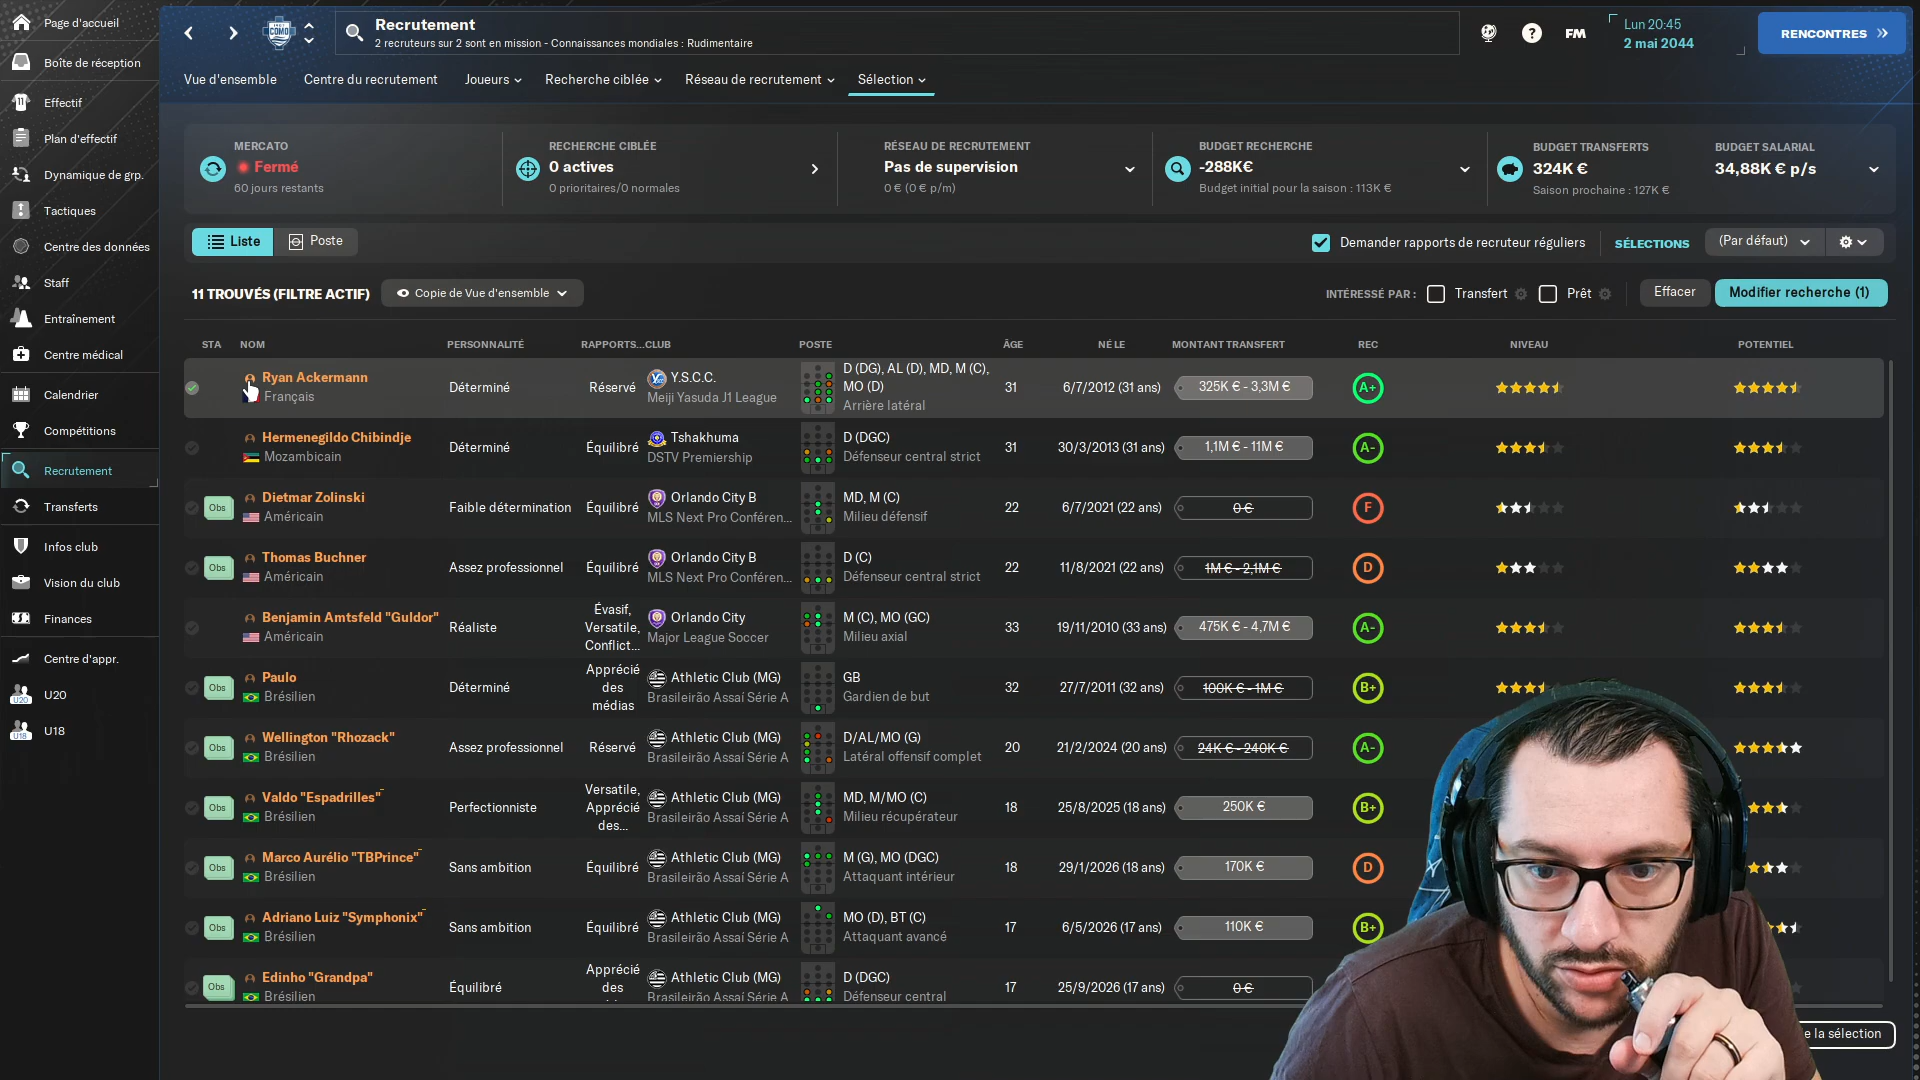 Page d'accueil
Boîte de réception
Effectif
Plan d'effectif
Dynamique de grp.
Tactiques
Centre des données
Staff
Entraînement
Centre médical
Calendrier
Compétitions
Recrutement
Transferts
Infos club
Vision du club
Finances
Centre d'appr.
U20
U18
Recrutement
2 recruteurs sur 2 sont en mission - Connaissances mondiales : Rudimentaire
FM
Lun 20:45
2 mai 2044
RENCONTRES
Vue d'ensemble Centre du recrutement Joueurs Recherche ciblée Réseau de recrutement Sélection
MERCATO
Fermé
60 jours restants
RECHERCHE CIBLÉE
0 actives
0 prioritaires/0 normales
RÉSEAU DE RECRUTEMENT
Pas de supervision
0 € (0 € p/m)
BUDGET RECHERCHE
-288K€
Budget initial pour la saison : 113K €
BUDGET TRANSFERTS
324K €
Saison prochaine : 127K €
BUDGET SALARIAL
34,88K € p/s
Liste Poste
Demander rapports de recruteur réguliers SÉLECTIONS (Par défaut)
11 TROUVÉS (FILTRE ACTIF) Copie de Vue d'ensemble
INTÉRESSÉ PAR : Transfert Prêt Effacer Modifier recherche (1)
STA NOM PERSONNALITÉ RAPPORTS... CLUB POSTE ÂGE NÉ LE MONTANT TRANSFERT REC NIVEAU POTENTIEL
Ryan Ackermann
Français
Déterminé Réservé
Y.S.C.C.
Meiji Yasuda J1 League
D (DG), AL (D), MD, M (C),
MO (D)
Arrière latéral
31 6/7/2012 (31 ans) 325K € - 3,3M € A+
Hermenegildo Chibindje
Mozambicain
Déterminé Équilibré
Tshakhuma
DSTV Premiership
D (DGC)
Défenseur central strict
31 30/3/2013 (31 ans) 1,1M € - 11M € A-
Obs
Dietmar Zolinski
Américain
Faible détermination Équilibré
Orlando City B
MLS Next Pro Conféren...
MD, M (C)
Milieu défensif
22 6/7/2021 (22 ans) 0 € F
Obs
Thomas Buchner
Américain
Assez professionnel Équilibré
Orlando City B
MLS Next Pro Conféren...
D (C)
Défenseur central strict
22 11/8/2021 (22 ans) 1M € - 2,1M € D
Benjamin Amtsfeld "Guldor"
Américain
Réaliste
Évasif,
Versatile,
Conflict...
Orlando City
Major League Soccer
M (C), MO (GC)
Milieu axial
33 19/11/2010 (33 ans) 475K € - 4,7M € A-
Obs
Paulo
Brésilien
Déterminé
Apprécié
des
médias
Athletic Club (MG)
Brasileirão Assaí Série A
GB
Gardien de but
32 27/7/2011 (32 ans) 100K € - 1M € B+
Obs
Wellington "Rhozack"
Brésilien
Assez professionnel Réservé
Athletic Club (MG)
Brasileirão Assaí Série A
D/AL/MO (G)
Latéral offensif complet
20 21/2/2024 (20 ans) 24K € - 240K € A-
Obs
Valdo "Espadrilles"
Brésilien
Perfectionniste
Versatile,
Apprécié
des...
Athletic Club (MG)
Brasileirão Assaí Série A
MD, M/MO (C)
Milieu récupérateur
18 25/8/2025 (18 ans) 250K € B+
Obs
Marco Aurélio "TBPrince"
Brésilien
Sans ambition Équilibré
Athletic Club (MG)
Brasileirão Assaí Série A
M (G), MO (DGC)
Attaquant intérieur
18 29/1/2026 (18 ans) 170K € D
Obs
Adriano Luiz "Symphonix"
Brésilien
Sans ambition Équilibré
Athletic Club (MG)
Brasileirão Assaí Série A
MO (D), BT (C)
Attaquant avancé
17 6/5/2026 (17 ans) 110K € B+
Obs
Edinho "Grandpa"
Brésilien
Équilibré
Apprécié
des
Athletic Club (MG)
Brasileirão Assaí Série A
D (DGC)
Défenseur central
17 25/9/2026 (17 ans) 0 €
e la sélection